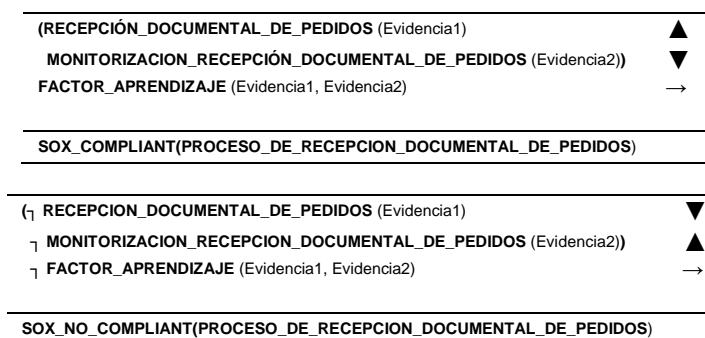 (RECEPCIÓN_DOCUMENTAL_DE_PEDIDOS (Evidencia1) ▲
MONITORIZACION_RECEPCIÓN_DOCUMENTAL_DE_PEDIDOS (Evidencia2)) ▼
FACTOR_APRENDIZAJE (Evidencia1, Evidencia2) →
SOX_COMPLIANT(PROCESO_DE_RECEPCION_DOCUMENTAL_DE_PEDIDOS)
(┐ RECEPCION_DOCUMENTAL_DE_PEDIDOS (Evidencia1) ▼
┐ MONITORIZACION_RECEPCION_DOCUMENTAL_DE_PEDIDOS (Evidencia2)) ▲
┐ FACTOR_APRENDIZAJE (Evidencia1, Evidencia2) →
SOX_NO_COMPLIANT(PROCESO_DE_RECEPCION_DOCUMENTAL_DE_PEDIDOS)